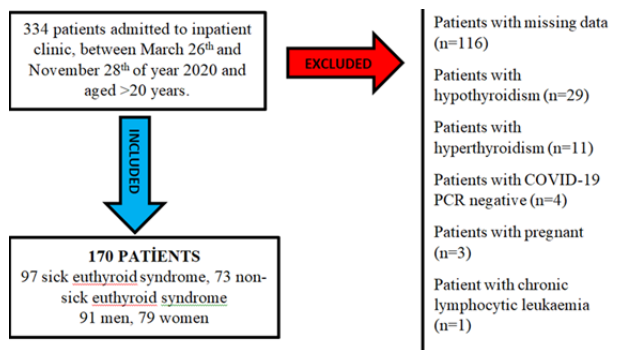 334 patients admitted to inpatient
clinic, between March 26th and
November 28th of year 2020 and
aged >20 years.
EXCLUDED
Patients with missing data
(n=116)
Patients with
hypothyroidism (n=29)
Patients with
hyperthyroidism (n=11)
Patients with COVID-19
PCR negative (n=4)
Patients with pregnant
(n=3)
Patient with chronic
lymphocytic leukaemia
(n=1)
INCLUDED
170 PATİENTS
97 sick euthyroid syndrome, 73 non-
sick euthyroid syndrome
91 men, 79 women